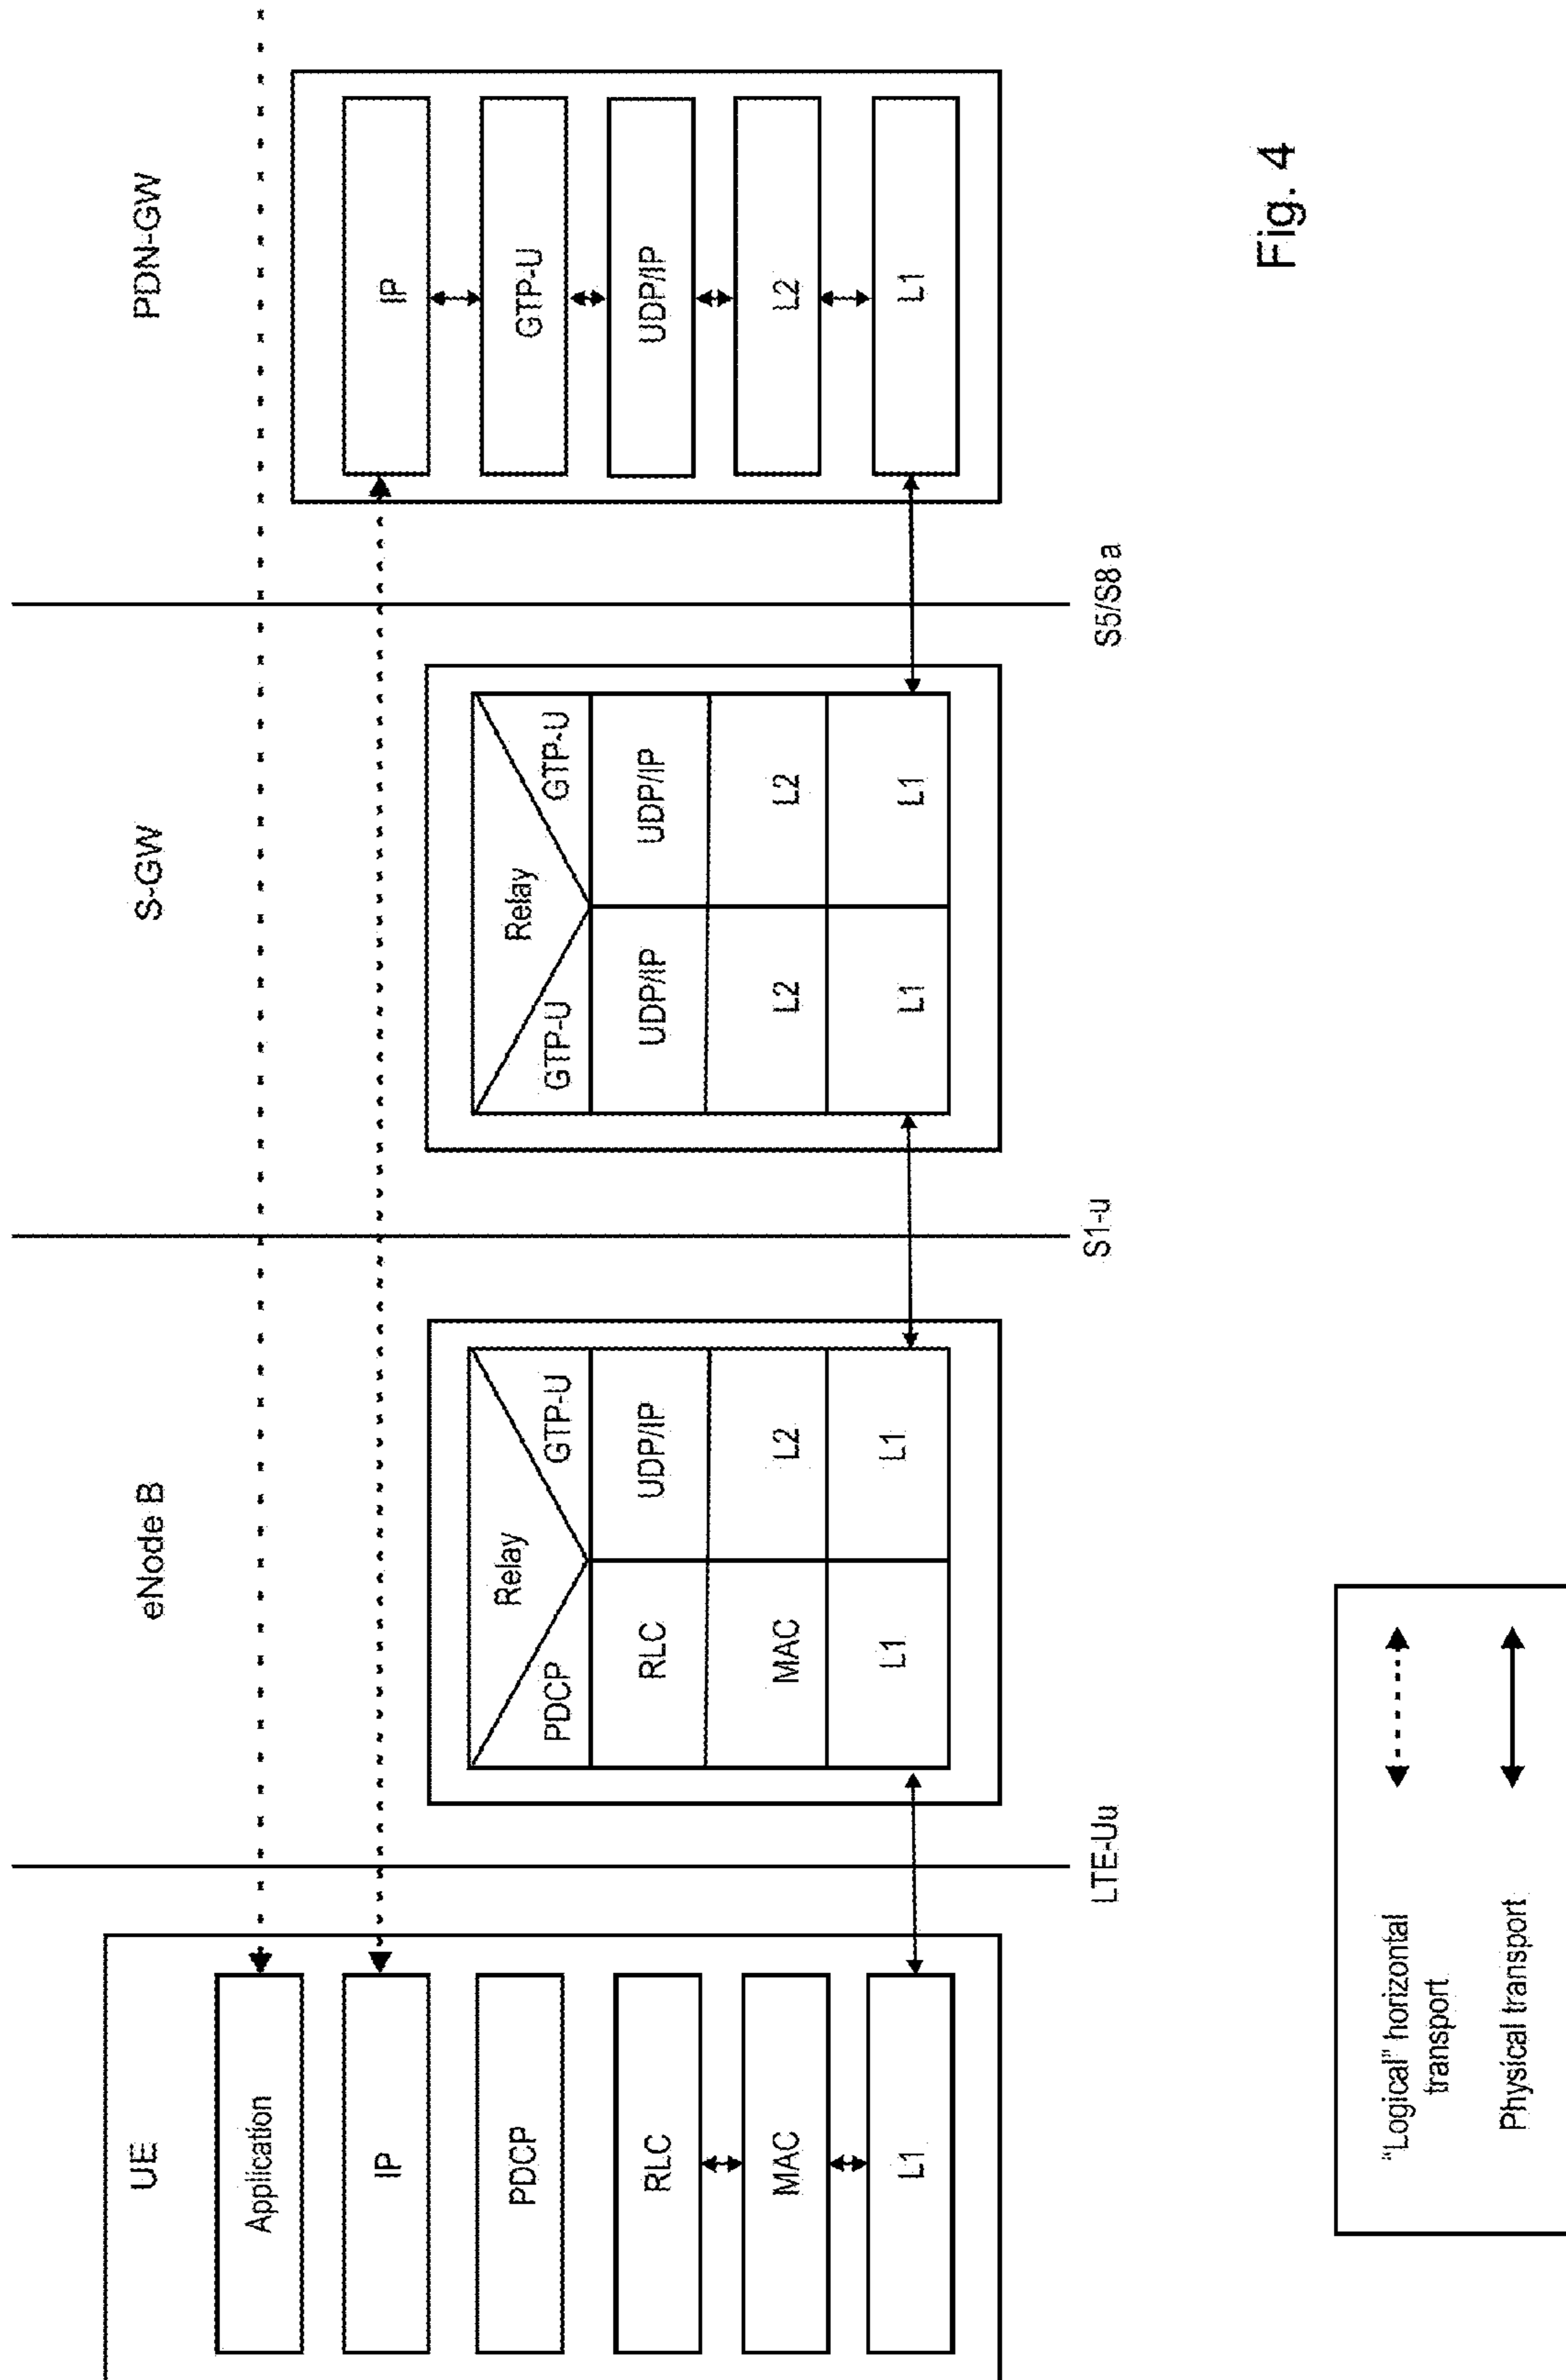 UE
eNode B
S-GW
PDN-GW
Application
IP
PDCP
RLC
MAC
L1
Relay
PDCP
GTP-U
RLC
UDP/IP
MAC
L2
L1
L1
Relay
GTP-U
GTP-U
UDP/IP
UDP/IP
L2
L2
L1
L1
IP
GTP-U
UDP/IP
L2
L1
LTE-Uu
S1-u
S5/S8 a
"Logical" horizontal
transport
Physical transport
Fig. 4